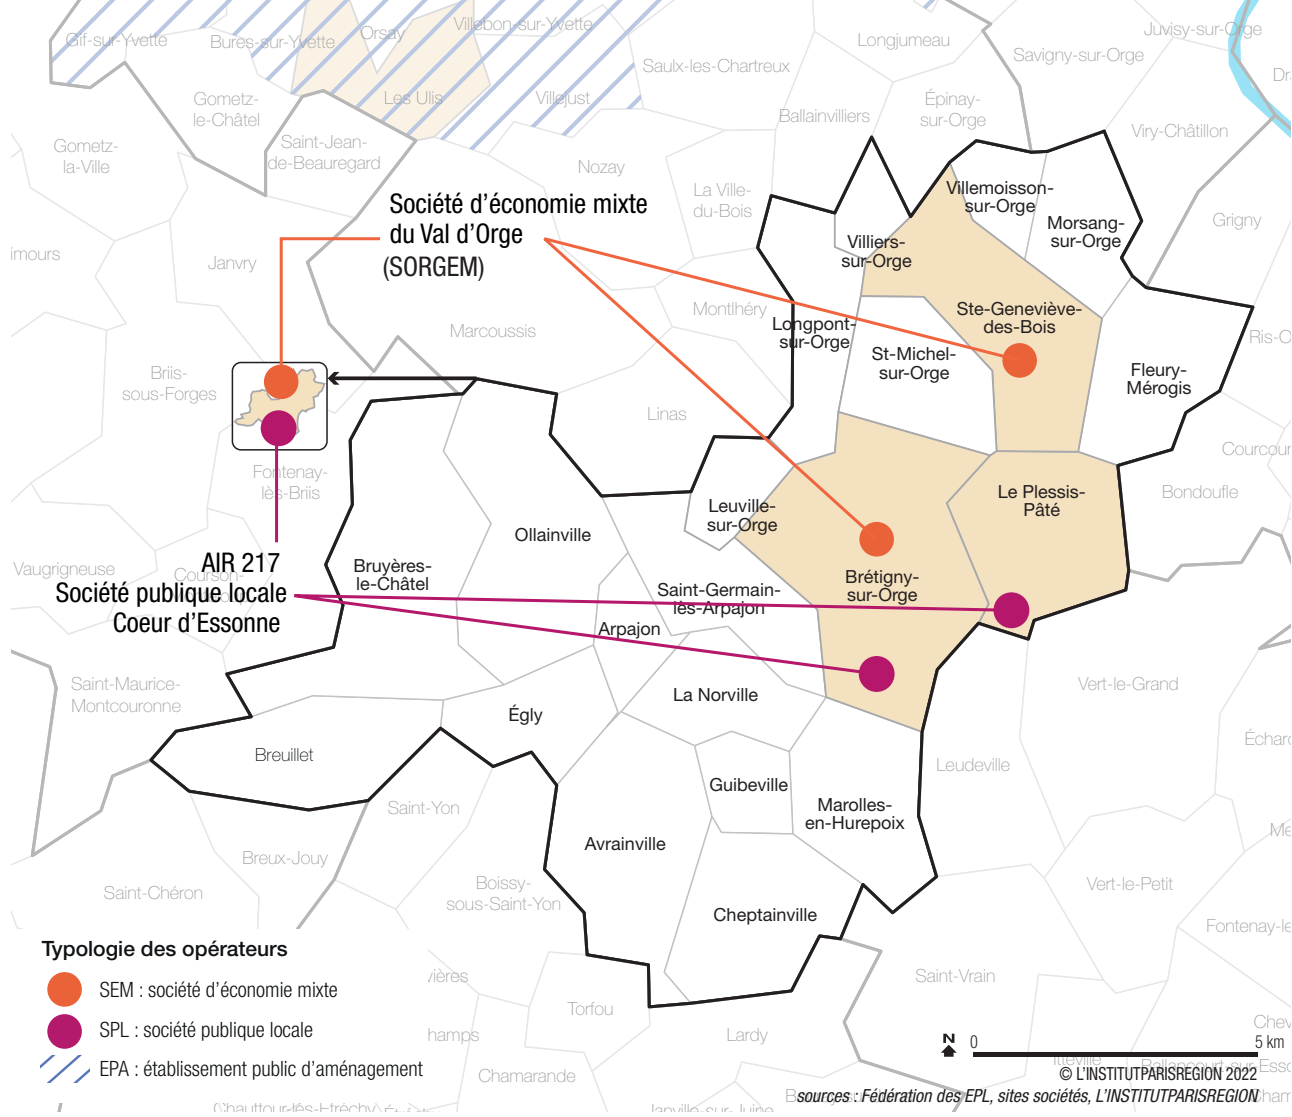 Gif-sur-Yvette
Bures-sur-Yvette
Orsay
Villebon-sur-Yvette
Longjumeau
Juvisy-sur-Orge
Savigny-sur-Orge
Saulx-les-Chartreux
Les Ulis
Villejust
Gometz-
le-Châtel
Ballainvilliers
Épinay-
sur-Orge
Viry-Châtillon
Gometz-
la-Ville
Saint-Jean-
de-Beauregard
Nozay
La Ville-
du-Bois
Villemoisson-
sur-Orge
Morsang-
sur-Orge
Grigny
Société d'économie mixte
du Val d'Orge
(SORGEM)
Villiers-
sur-Orge
Janvry
Montlhéry
Marcoussis
Longpont-
sur-Orge
Ste-Geneviève-
des-Bois
St-Michel-
sur-Orge
Fleury-
Mérogis
Briis-
sous-Forges
Linas
Fontenay-
lès-Briis
Leuville-
sur-Orge
Le Plessis-
Pâté
Bondoufle
Ollainville
Vaugrigneuse
AIR 217
Société publique locale
Coeur d'Essonne
Bruyères-
le-Châtel
Saint-Germain-
lès-Arpajon
Brétigny-
sur-Orge
Arpajon
Saint-Maurice-
Montcouronne
La Norville
Vert-le-Grand
Égly
Breuillet
Leudeville
Guibeville
Marolles-
en-Hurepoix
Saint-Yon
Avrainville
Breux-Jouy
Saint-Chéron
Boissy-
sous-Saint-Yon
Vert-le-Petit
Cheptainville
Saint-Vrain
Torfou
Lardy
Chamarande
Typologie des opérateurs
SEM : société d'économie mixte
SPL : société publique locale
EPA : établissement public d'aménagement
N
0
5 km
© L'INSTITUTPARISREGION 2022
sources : Fédération des EPL, sites sociétés, L'INSTITUTPARISREGION